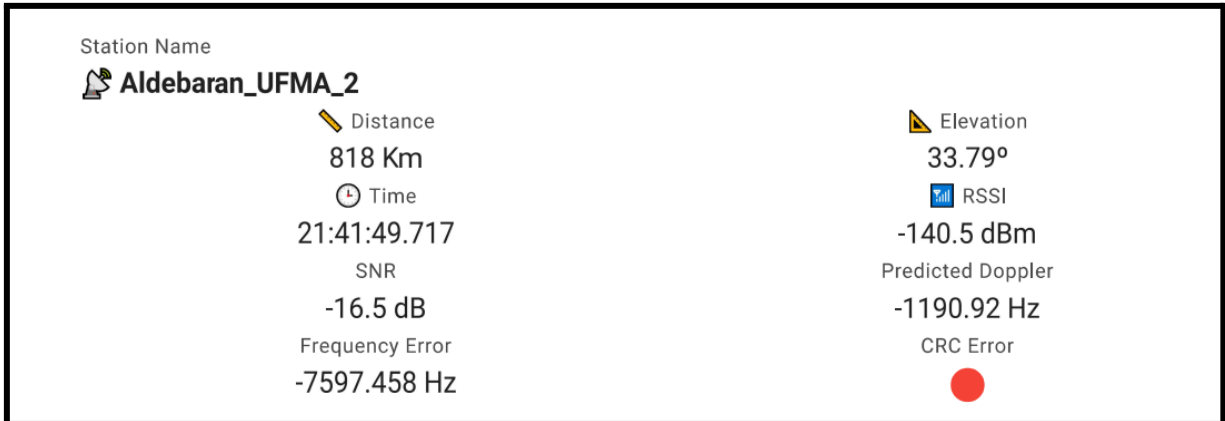 Station Name
Aldebaran_UFMA_2
Distance
Elevation
818 Km
33.79º
Time
RSSI
21:41:49.717
-140.5 dBm
SNR
Predicted Doppler
-16.5 dB
-1190.92 Hz
Frequency Error
CRC Error
-7597.458 Hz